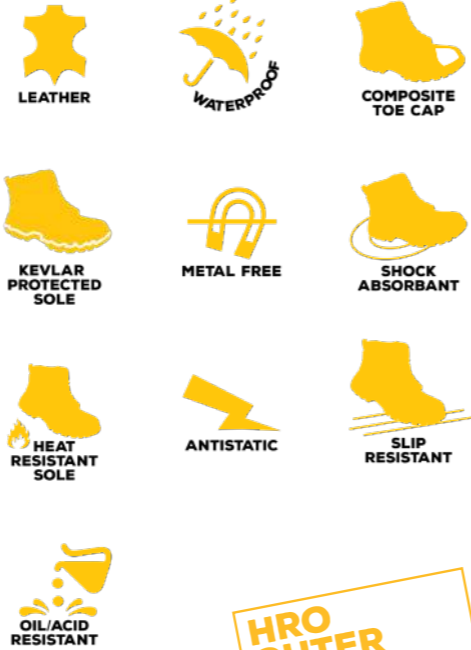 LEATHER
WATERPROOF
COMPOSITE
TOE CAP
KEVLAR
PROTECTED
SOLE
METAL FREE
SHOCK
ABSORBANT
HEAT
RESISTANT
SOLE
ANTISTATIC
SLIP
RESISTANT
OIL/ACID
RESISTANT
HRO